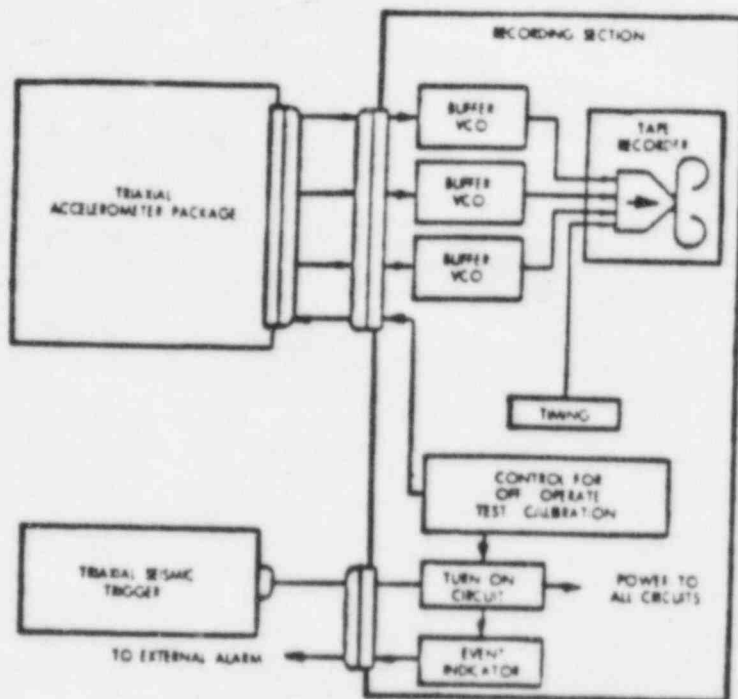 RECORDING SECTION
BUFFER
VCO
TAPE
RECORDER
TRIAXIAL
ACCELEROMETER PACKAGE
BUFFER
VCO
BUFFER
VCO
TIMING
CONTROL FOR
OFF OPERATE
TEST CALIBRATION
TRIAXIAL SEISMIC
TRIGGER
TURN ON
CIRCUIT
POWER TO
ALL CIRCUITS
TO EXTERNAL ALARM
EVENT
INDICATOR